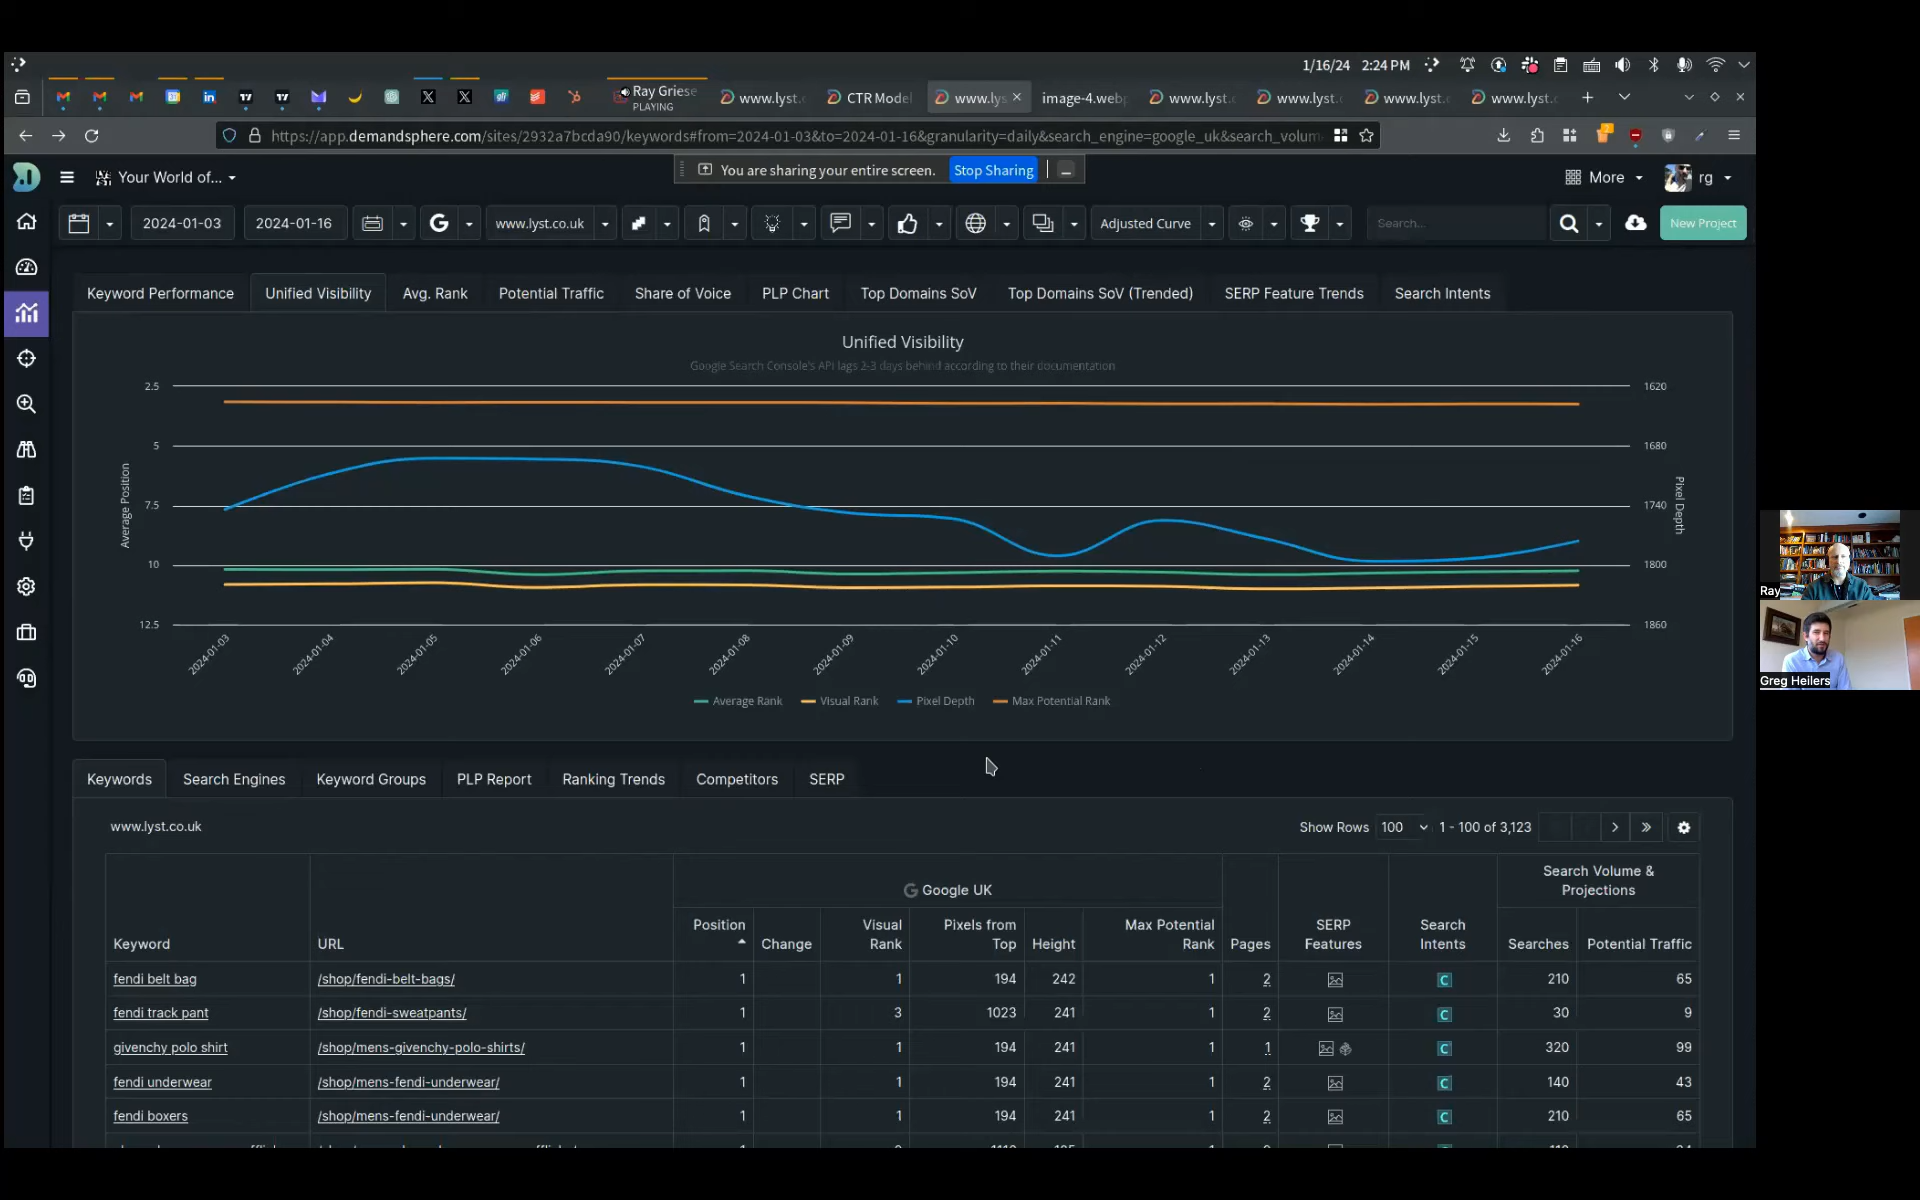 1/16/24 2:24 PM
Ray Griese
PLAYING
www.lyst.c
CTR Model
www.lys
image-4.webp
www.lyst.c
www.lyst.
www.lyst.
www.lyst.
https://app.demandsphere.com/sites/2932a7bcda90/keywords#from=2024-01-03&to=2024-01-16&granularity=daily&search_engine=google_uk&search_volum
You are sharing your entire screen.
Stop Sharing
Your World of...
More
rg
2024-01-03
2024-01-16
www.lyst.co.uk
Adjusted Curve
Search...
New Project
Keyword Performance
Unified Visibility
Avg. Rank
Potential Traffic
Share of Voice
PLP Chart
Top Domains SoV
Top Domains SoV (Trended)
SERP Feature Trends
Search Intents
Unified Visibility
Google Search Console's API lags 2-3 days behind according to their documentation
2.5
5
7.5
10
12.5
Average Position
1620
1680
1740
1800
1860
Pixel Depth
2024-01-03
2024-01-04
2024-01-05
2024-01-06
2024-01-07
2024-01-08
2024-01-09
2024-01-10
2024-01-11
2024-01-12
2024-01-13
2024-01-14
2024-01-15
2024-01-16
Average Rank
Visual Rank
Pixel Depth
Max Potential Rank
Ray
Greg Heilers
Keywords
Search Engines
Keyword Groups
PLP Report
Ranking Trends
Competitors
SERP
www.lyst.co.uk
Show Rows 100 1 - 100 of 3,123
Google UK
Search Volume &
Projections
Keyword
URL
Position
Change
Visual
Rank
Pixels from
Top
Height
Max Potential
Rank
Pages
SERP
Features
Search
Intents
Searches
Potential Traffic
fendi belt bag /shop/fendi-belt-bags/ 1 1 194 242 1 2 C 210 65
fendi track pant /shop/fendi-sweatpants/ 1 3 1023 241 1 2 C 30 9
givenchy polo shirt /shop/mens-givenchy-polo-shirts/ 1 1 194 241 1 1 C 320 99
fendi underwear /shop/mens-fendi-underwear/ 1 1 194 241 1 2 C 140 43
fendi boxers /shop/mens-fendi-underwear/ 1 1 194 241 1 2 C 210 65